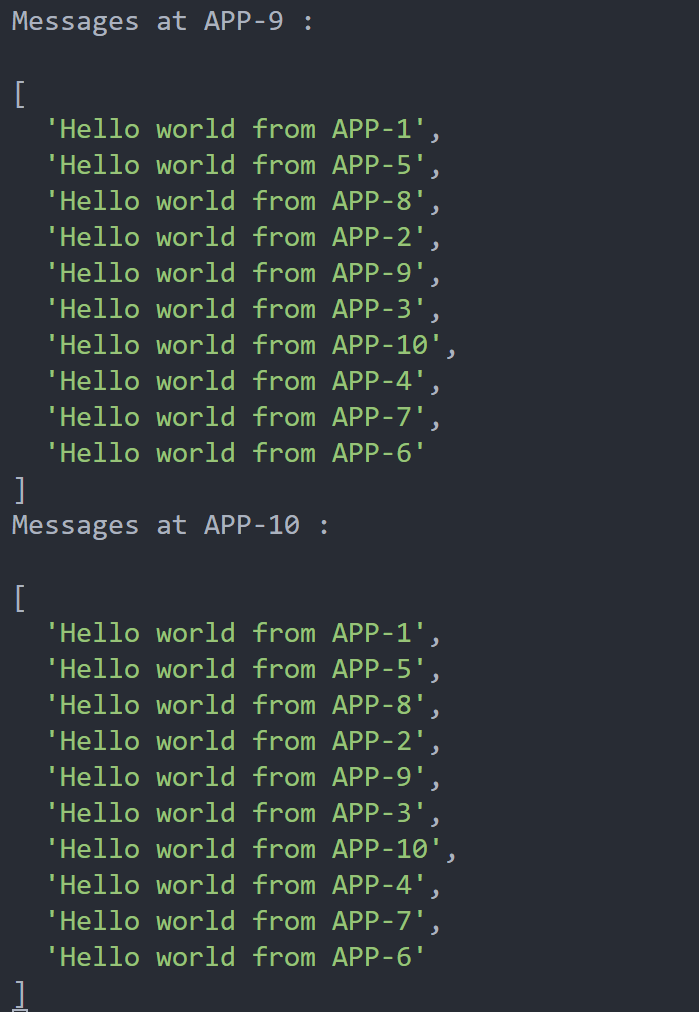 Messages at APP-9 :
[
'Hello world from APP-1',
'Hello world from APP-5',
'Hello world from APP-8',
'Hello world from APP-2',
'Hello world from APP-9',
'Hello world from APP-3',
'Hello world from APP-10',
'Hello world from APP-4',
'Hello world from APP-7',
'Hello world from APP-6'
]
Messages at APP-10 :
[
'Hello world from APP-1',
'Hello world from APP-5',
'Hello world from APP-8',
'Hello world from APP-2',
'Hello world from APP-9',
'Hello world from APP-3',
'Hello world from APP-10',
'Hello world from APP-4',
'Hello world from APP-7',
'Hello world from APP-6'
]